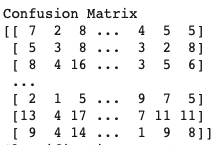 Confusion Matrix
[[ 7 2 8 ... 4 5 5]
[ 5 3 8 ... 3 2 8]
[ 8 4 16 ... 3 5 6]
...
[ 2 1 5 ... 9 7 5]
[13 4 17 ... 7 11 11]
[ 9 4 14 ... 1 9 8]]